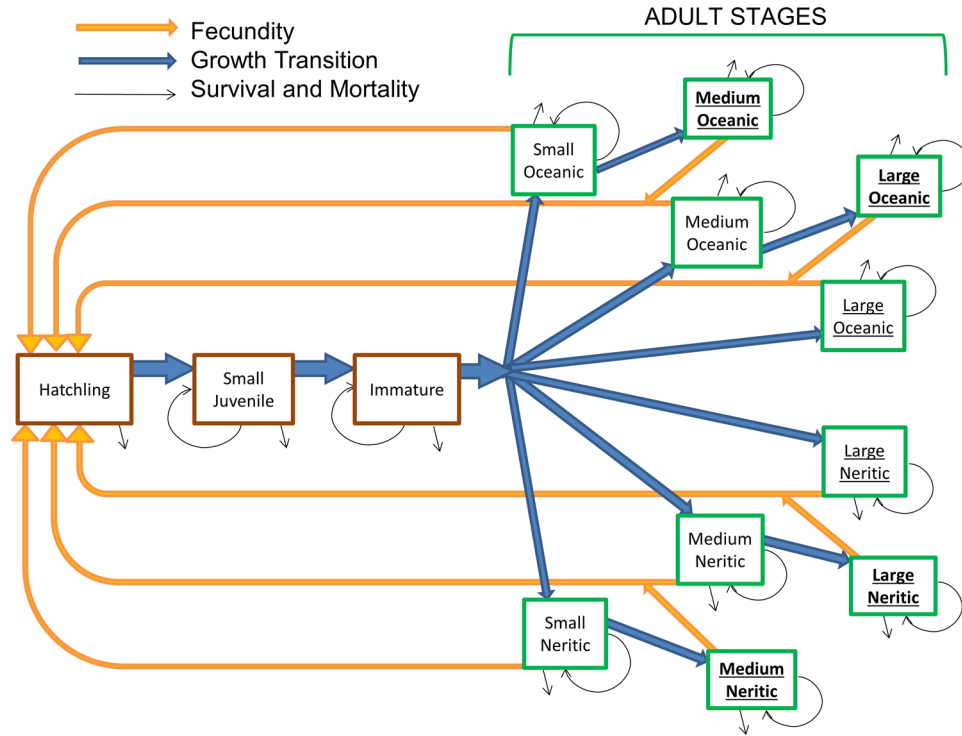 ADULT STAGES
Fecundity
Growth Transition
Survival and Mortality
Medium
Oceanic
Small
Oceanic
Large
Oceanic
Medium
Oceanic
Large
Oceanic
Hatchling
Small
Juvenile
Immature
Large
Neritic
Medium
Neritic
Large
Neritic
Small
Neritic
Medium
Neritic